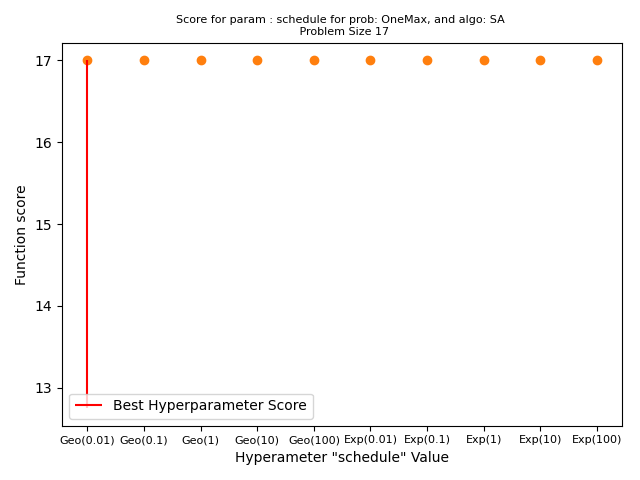 Score for param : schedule for prob: OneMax, and algo: SA
Problem Size 17
17
16
15
14
13
Function score
Best Hyperparameter Score
Geo(0.01) Geo(0.1) Geo(1) Geo(10) Geo(100) Exp(0.01) Exp(0.1) Exp(1) Exp(10) Exp(100)
Hyperameter "schedule" Value